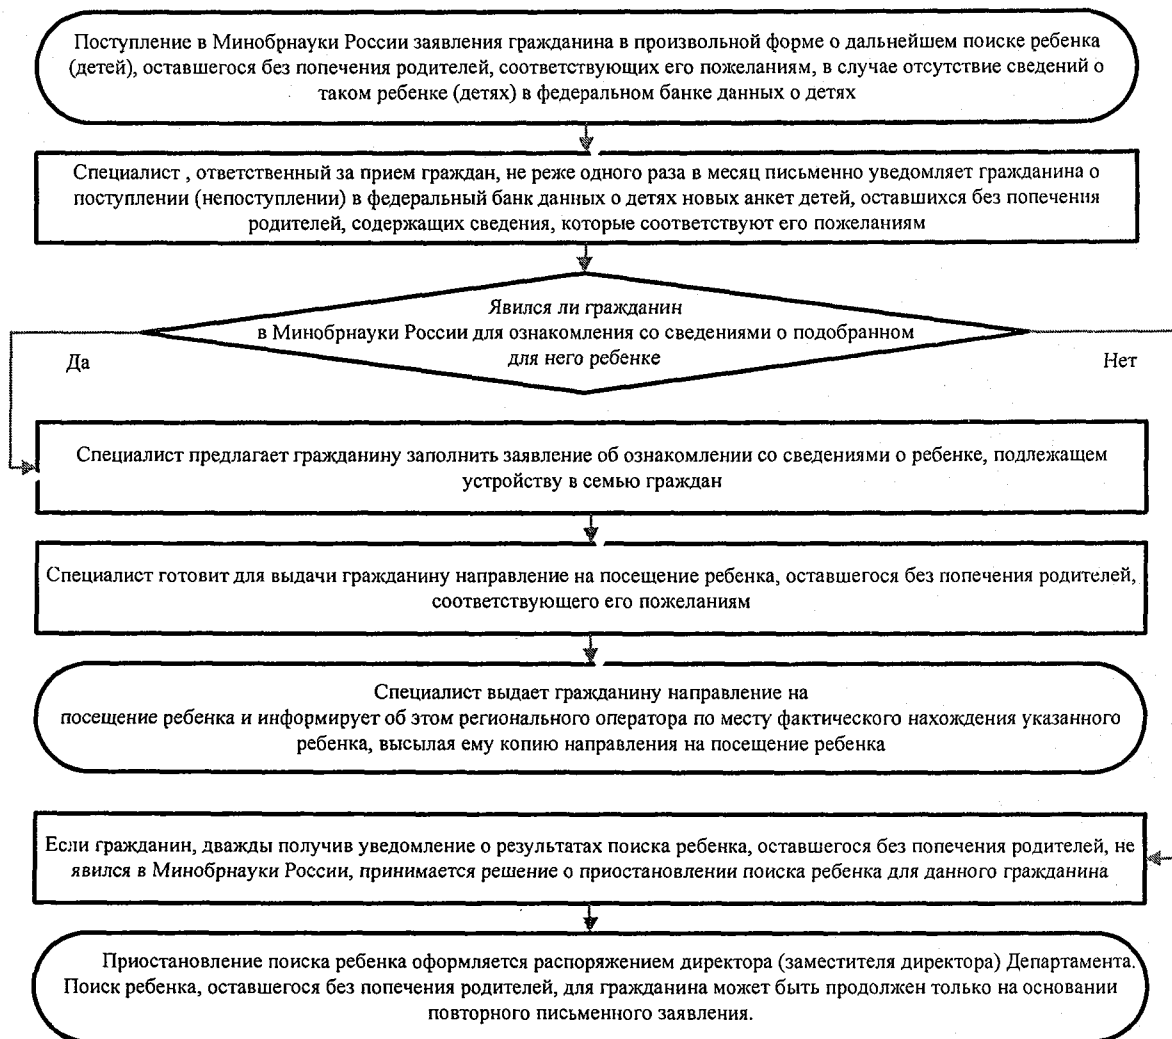 Поступление в Минобрнауки России заявления гражданина в произвольной форме о дальнейшем поиске ребенка
(детей), оставшегося без попечения родителей, соответствующих его пожеланиям, в случае отсутствие сведений о
таком ребенке (детях) в федеральном банке данных о детях
Специалист , ответственный за прием граждан, не реже одного раза в месяц письменно уведомляет гражданина о
поступлении (непоступлении) в федеральный банк данных о детях новых анкет детей, оставшихся без попечения
родителей, содержащих сведения, которые соответствуют его пожеланиям
Явился ли гражданин
в Минобрнауки России для ознакомления со сведениями о подобранном
для него ребенке
Да
Нет
Специалист предлагает гражданину заполнить заявление об ознакомлении со сведениями о ребенке, подлежащем
устройству в семью граждан
Специалист готовит для выдачи гражданину направление на посещение ребенка, оставшегося без попечения родителей,
соответствующего его пожеланиям
Специалист выдает гражданину направление на
посещение ребенка и информирует об этом регионального оператора по месту фактического нахождения указанного
ребенка, высылая ему копию направления на посещение ребенка
Если гражданин, дважды получив уведомление о результатах поиска ребенка, оставшегося без попечения родителей, не
явился в Минобрнауки России, принимается решение о приостановлении поиска ребенка для данного гражданина
Приостановление поиска ребенка оформляется распоряжением директора (заместителя директора) Департамента.
Поиск ребенка, оставшегося без попечения родителей, для гражданина может быть продолжен только на основании
повторного письменного заявления.